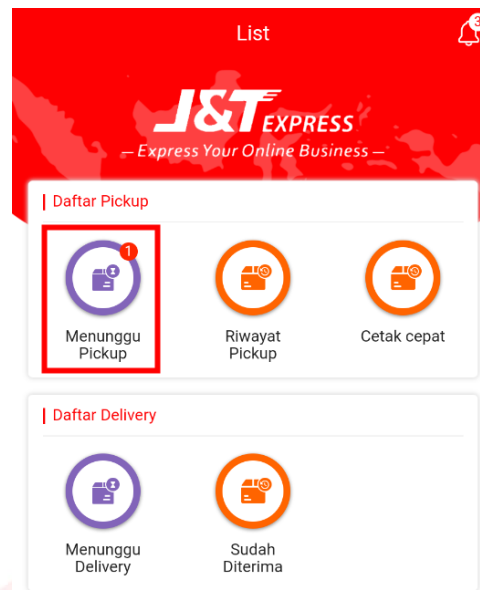 List
3
J&T EXPRESS
– Express Your Online Business –
Daftar Pickup
1
Menunggu
Pickup
Riwayat
Pickup
Cetak cepat
Daftar Delivery
Menunggu
Delivery
Sudah
Diterima